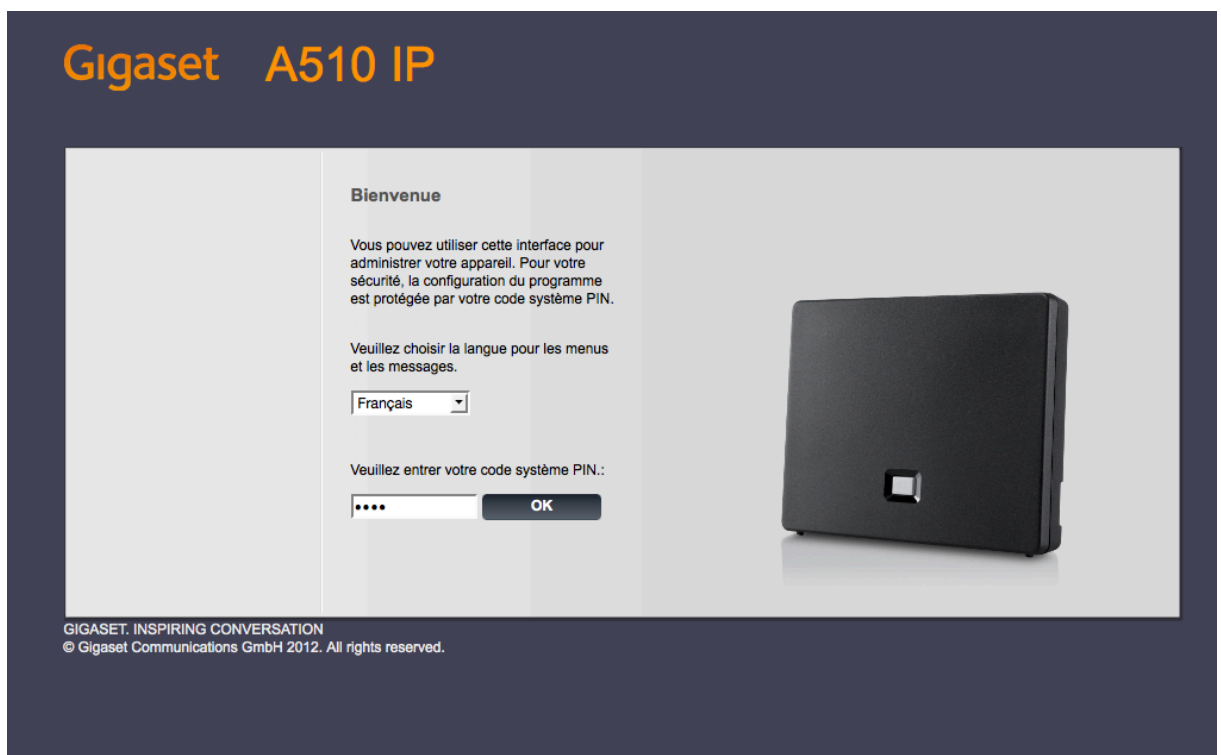 Gigaset A510 IP
Bienvenue
Vous pouvez utiliser cette interface pour
administrer votre appareil. Pour votre
sécurité, la configuration du programme
est protégée par votre code système PIN.
Veuillez choisir la langue pour les menus
et les messages.
Français
Veuillez entrer votre code système PIN.:
•••• OK
GIGASET. INSPIRING CONVERSATION
© Gigaset Communications GmbH 2012. All rights reserved.